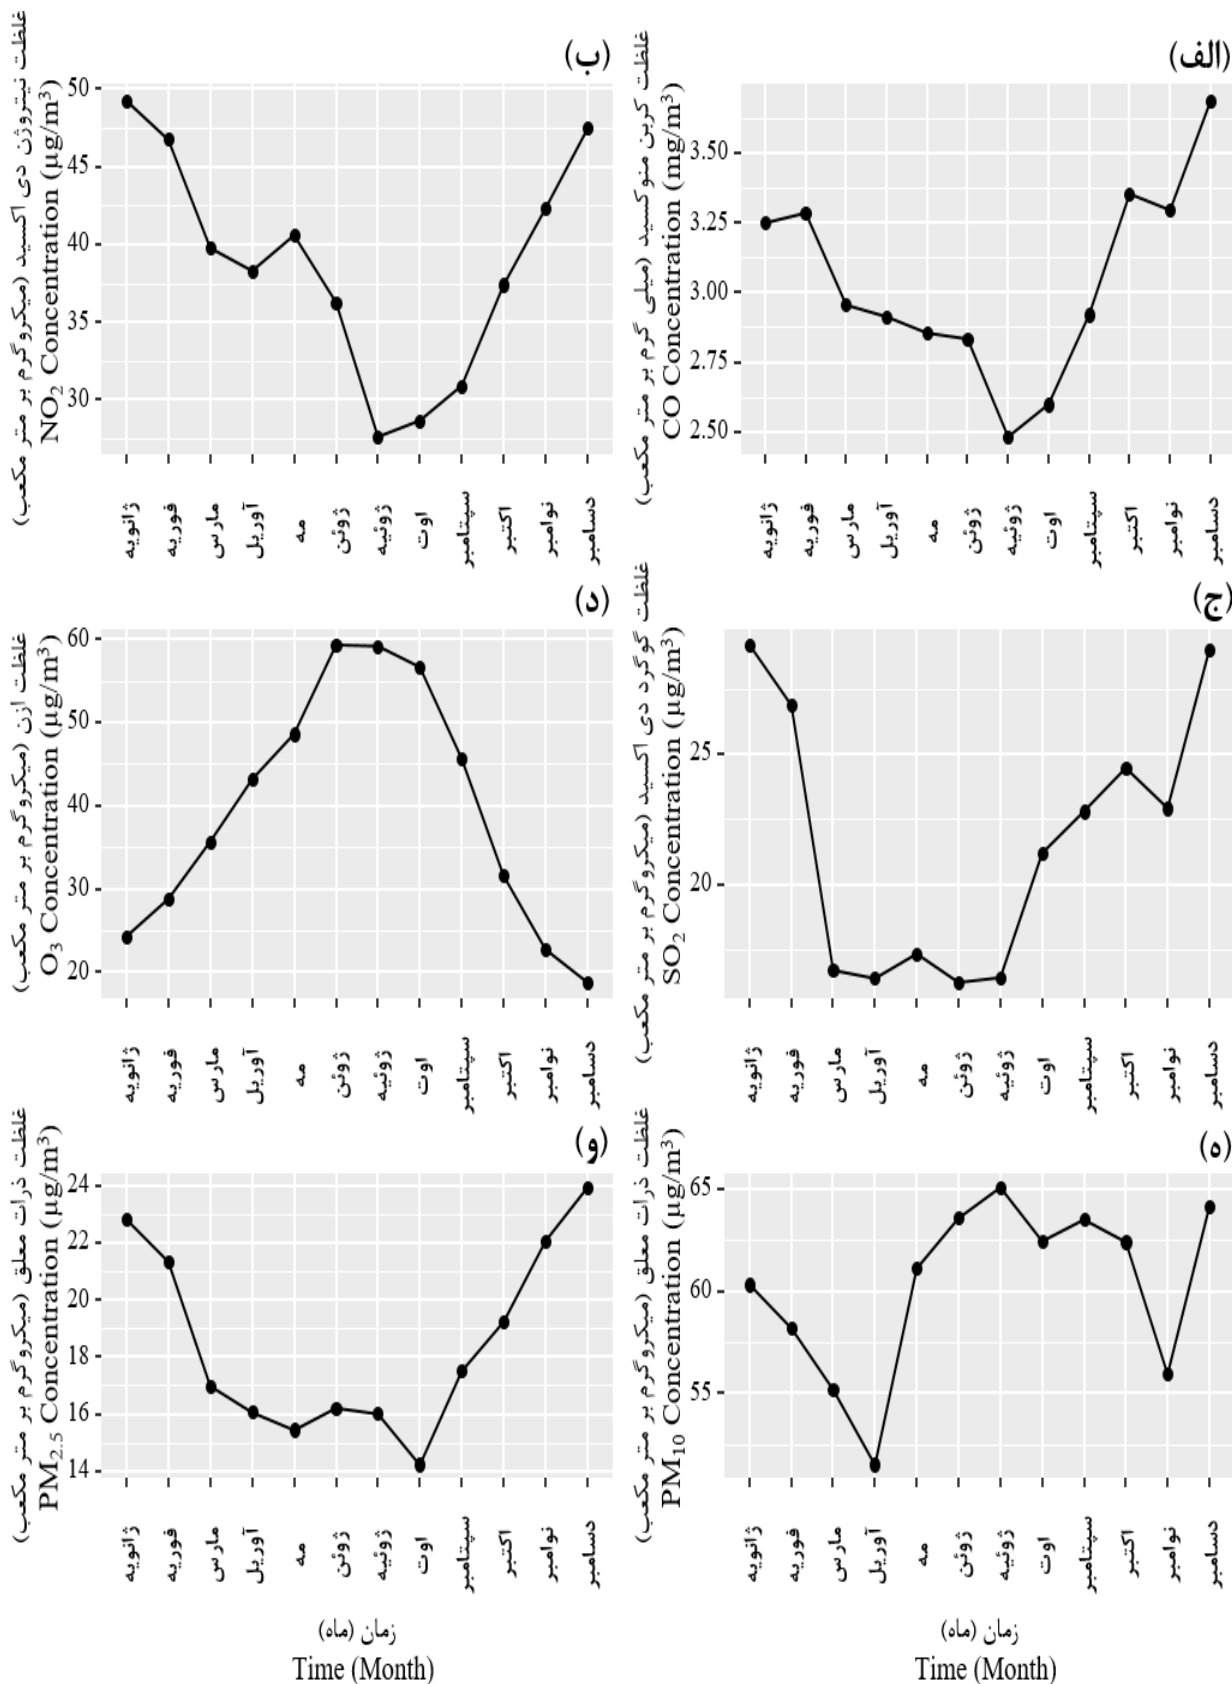 (الف)
غلظت کربن منوکسید (میلی گرم بر متر مکعب)
CO Concentration (mg/m³)
3.50
3.25
3.00
2.75
2.50
ژانویه
فوریه
مارس
آوریل
مه
ژوئن
ژوئیه
اوت
سپتامبر
اکتبر
نوامبر
دسامبر
(ب)
غلظت نیتروژن دی اکسید (میکروگرم بر متر مکعب)
NO₂ Concentration (µg/m³)
50
45
40
35
30
ژانویه
فوریه
مارس
آوریل
مه
ژوئن
ژوئیه
اوت
سپتامبر
اکتبر
نوامبر
دسامبر
(ج)
غلظت گوگرد دی اکسید (میکروگرم بر متر مکعب)
SO₂ Concentration (µg/m³)
25
20
ژانویه
فوریه
مارس
آوریل
مه
ژوئن
ژوئیه
اوت
سپتامبر
اکتبر
نوامبر
دسامبر
(د)
غلظت ازن (میکروگرم بر متر مکعب)
O₃ Concentration (µg/m³)
60
50
40
30
20
ژانویه
فوریه
مارس
آوریل
مه
ژوئن
ژوئیه
اوت
سپتامبر
اکتبر
نوامبر
دسامبر
(ه)
غلظت ذرات معلق (میکروگرم بر متر مکعب)
PM₁₀ Concentration (µg/m³)
65
60
55
ژانویه
فوریه
مارس
آوریل
مه
ژوئن
ژوئیه
اوت
سپتامبر
اکتبر
نوامبر
دسامبر
زمان (ماه)
Time (Month)
(و)
غلظت ذرات معلق (میکروگرم بر متر مکعب)
PM₂.₅ Concentration (µg/m³)
24
22
20
18
16
14
ژانویه
فوریه
مارس
آوریل
مه
ژوئن
ژوئیه
اوت
سپتامبر
اکتبر
نوامبر
دسامبر
زمان (ماه)
Time (Month)